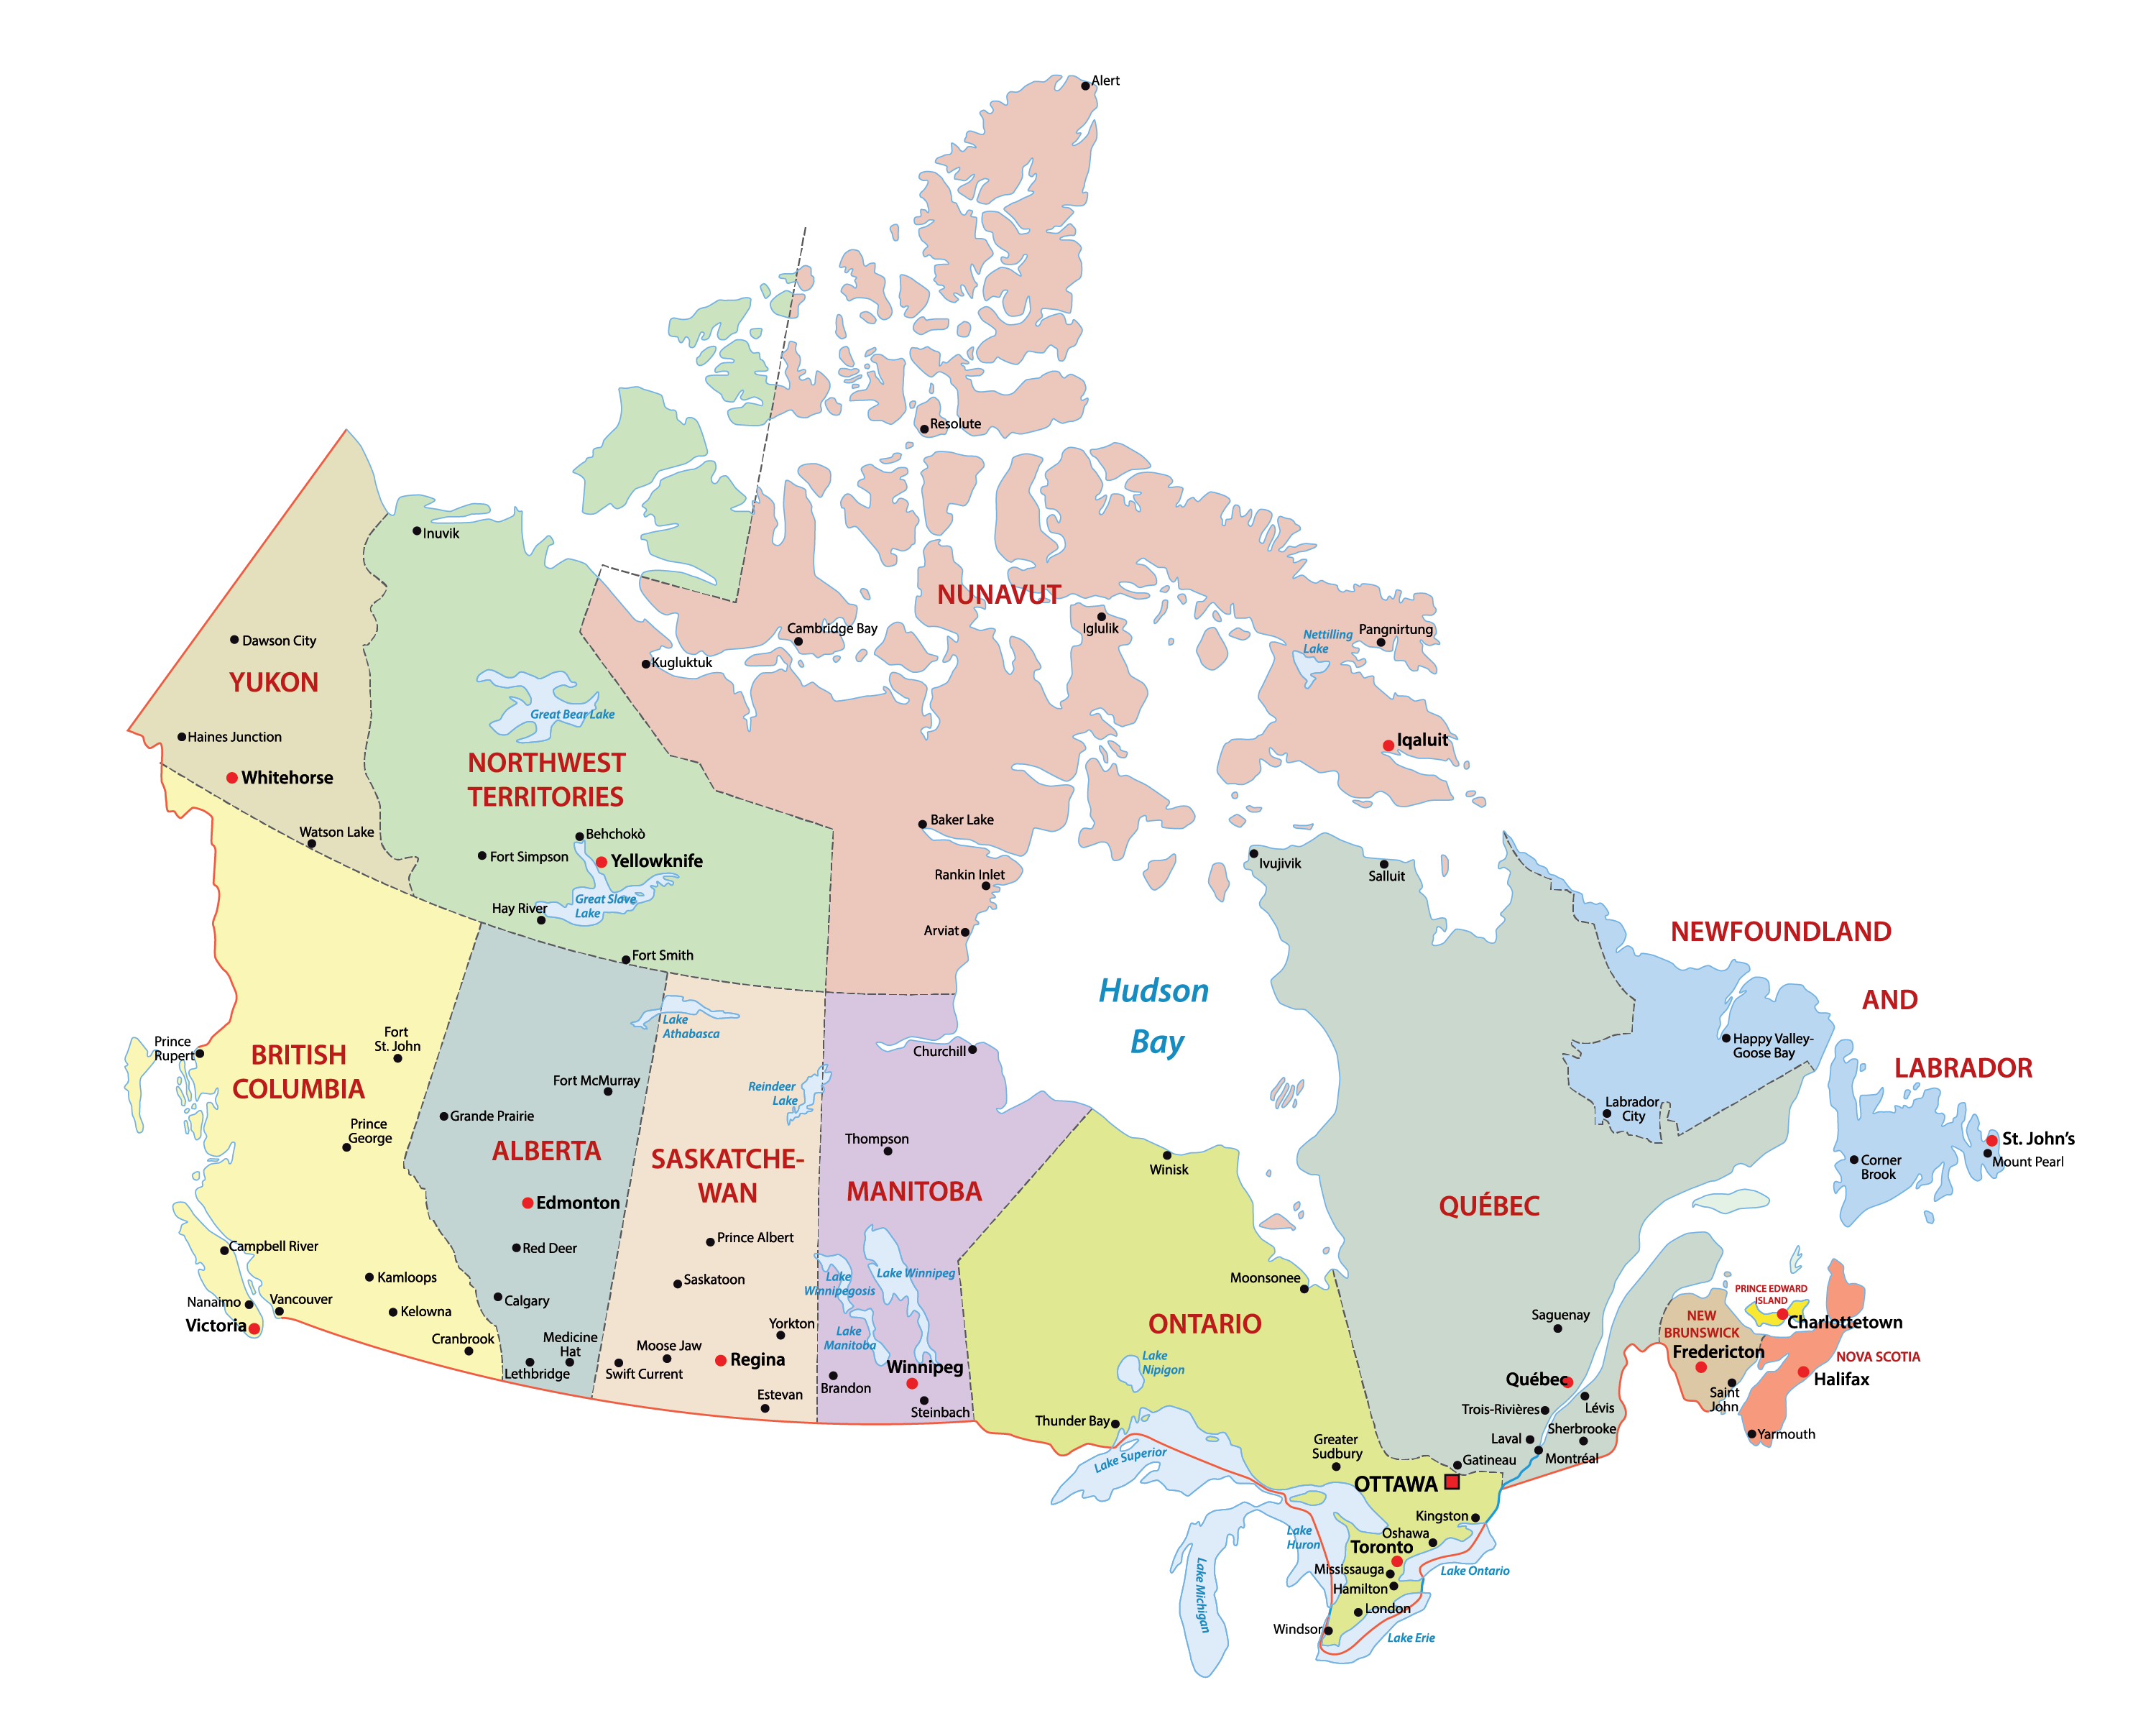 Alert
Resolute
Inuvik
NUNAVUT
Cambridge Bay
Iglulik
Nettilling
Lake
Pangnirtung
Dawson City
Kugluktuk
YUKON
Great Bear Lake
Haines Junction
Iqaluit
NORTHWEST
TERRITORIES
Whitehorse
Baker Lake
Watson Lake
Behchokò
Fort Simpson
Yellowknife
Ivujivik
Salluit
Rankin Inlet
Great Slave
Lake
Hay River
Arviat
NEWFOUNDLAND
AND
LABRADOR
Fort Smith
Hudson
Bay
Lake
Athabasca
Prince
Rupert
Fort
St. John
BRITISH
COLUMBIA
Churchill
Happy Valley-
Goose Bay
Fort McMurray
Reindeer
Lake
Grande Prairie
Labrador
City
Prince
George
Thompson
ALBERTA
SASKATCHE-
WAN
Winisk
St. John's
Mount Pearl
Corner
Brook
MANITOBA
Edmonton
QUÉBEC
Prince Albert
Campbell River
Red Deer
Kamloops
Saskatoon
Lake
Winnipegosis
Lake Winnipeg
Moonsonee
Nanaimo
Vancouver
Kelowna
Calgary
PRINCE EDWARD
ISLAND
Victoria
Saguenay
Charlottetown
NEW
BRUNSWICK
ONTARIO
Yorkton
Lake
Manitoba
Cranbrook
Medicine
Hat
Moose Jaw
Regina
Fredericton
NOVA SCOTIA
Lethbridge
Swift Current
Winnipeg
Lake
Nipigon
Halifax
Québec
Brandon
Estevan
Saint
John
Steinbach
Trois-Rivières
Lévis
Thunder Bay
Sherbrooke
Yarmouth
Laval
Greater
Sudbury
Lake Superior
Gatineau
Montréal
OTTAWA
Kingston
Lake
Huron
Oshawa
Toronto
Mississauga
Lake Ontario
Hamilton
Lake Michigan
London
Windsor
Lake Erie